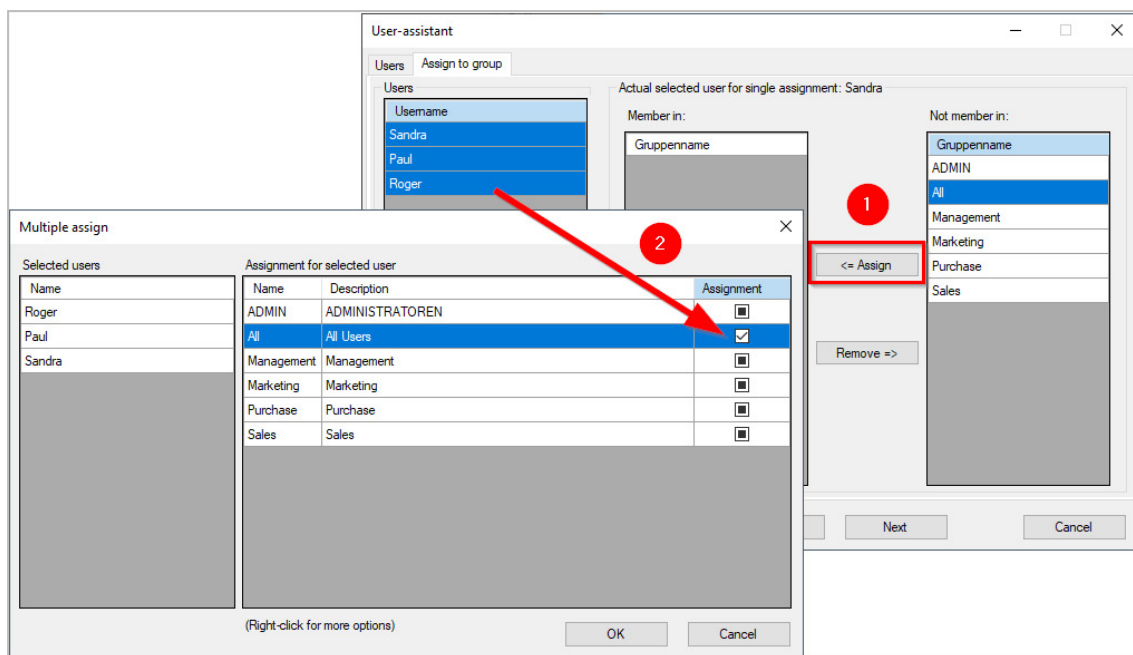 User-assistant
Users
Assign to group
Users
Username
Sandra
Paul
Roger
Actual selected user for single assignment: Sandra
Member in:
Gruppenname
Not member in:
Gruppenname
ADMIN
All
Management
Marketing
Purchase
Sales
1
<= Assign
Remove =>
Next
Cancel
Multiple assign
2
Selected users
Name
Roger
Paul
Sandra
Assignment for selected user
Name Description Assignment
ADMIN ADMINISTRATOREN
All All Users
Management Management
Marketing Marketing
Purchase Purchase
Sales Sales
(Right-click for more options)
OK
Cancel